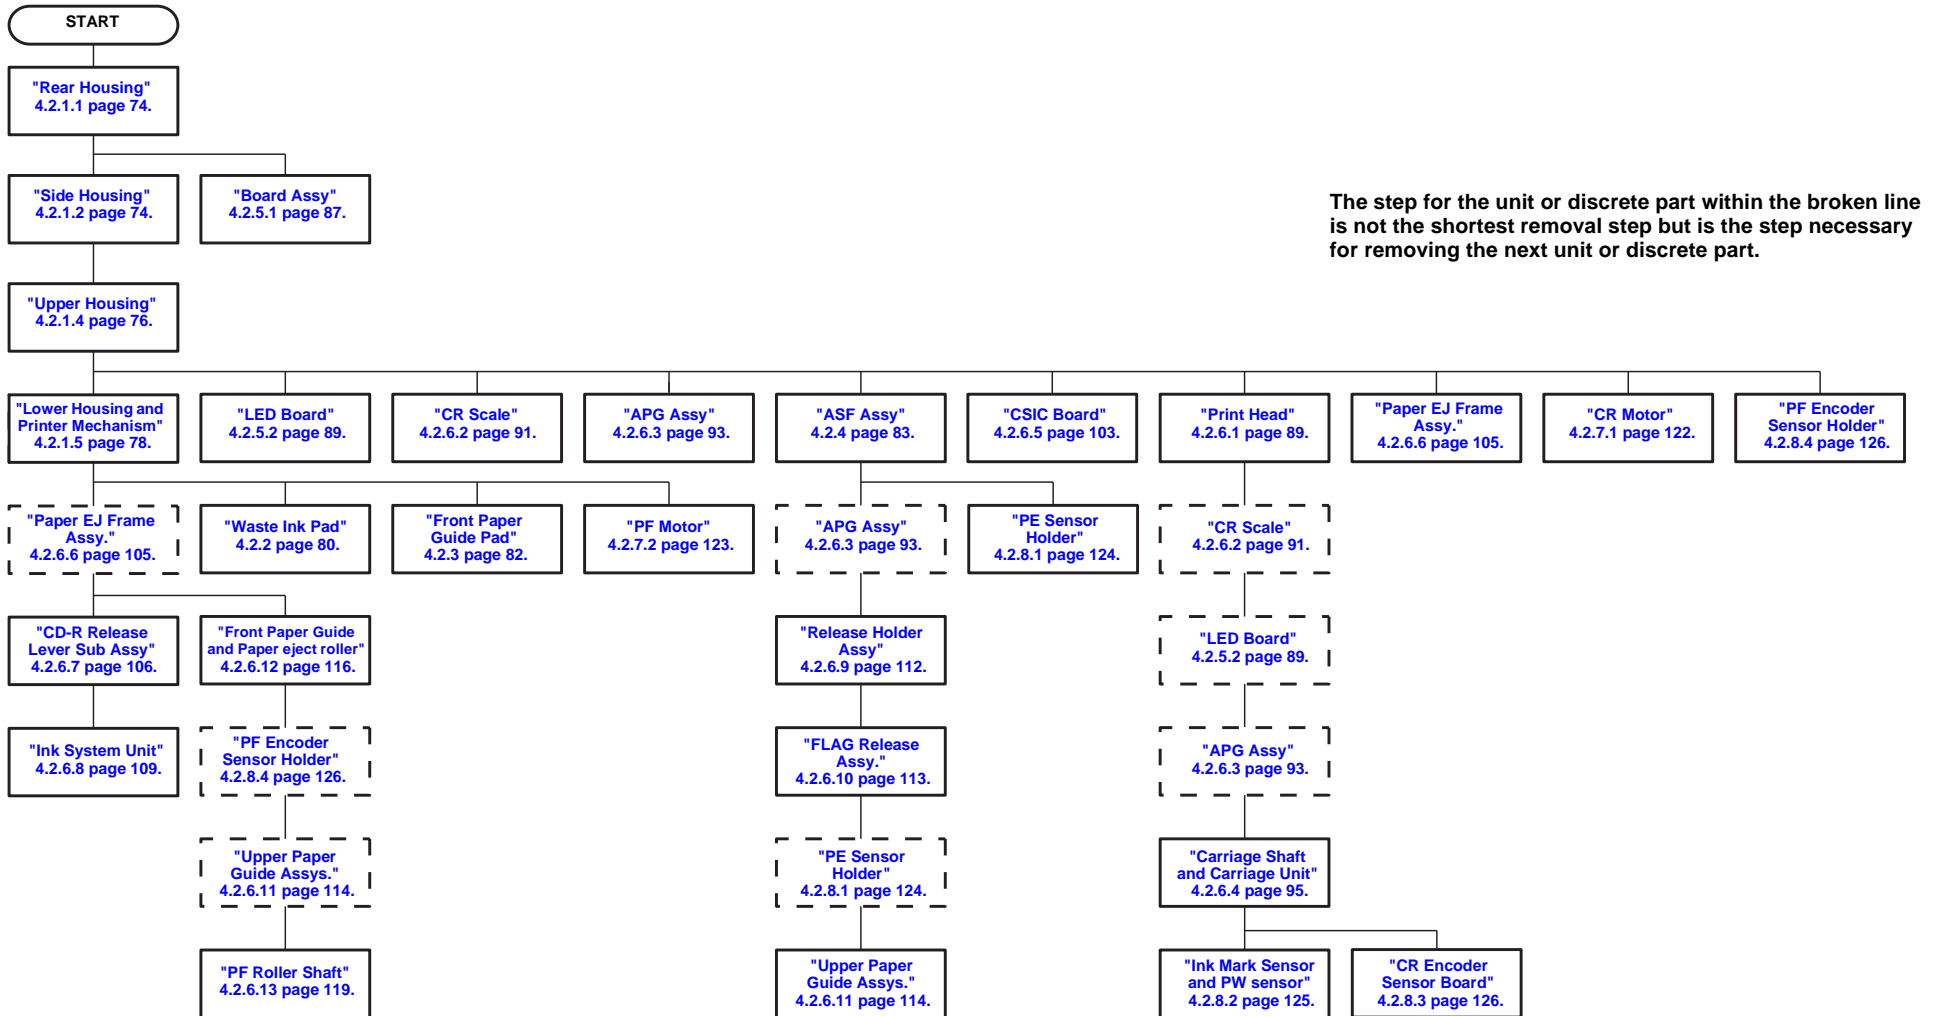 START
"Rear Housing"
4.2.1.1 page 74.
"Side Housing"
4.2.1.2 page 74.
"Board Assy"
4.2.5.1 page 87.
The step for the unit or discrete part within the broken line
is not the shortest removal step but is the step necessary
for removing the next unit or discrete part.
"Upper Housing"
4.2.1.4 page 76.
"Lower Housing and
Printer Mechanism"
4.2.1.5 page 78.
"LED Board"
4.2.5.2 page 89.
"CR Scale"
4.2.6.2 page 91.
"APG Assy"
4.2.6.3 page 93.
"ASF Assy"
4.2.4 page 83.
"CSIC Board"
4.2.6.5 page 103.
"Print Head"
4.2.6.1 page 89.
"Paper EJ Frame
Assy."
4.2.6.6 page 105.
"CR Motor"
4.2.7.1 page 122.
"PF Encoder
Sensor Holder"
4.2.8.4 page 126.
"Paper EJ Frame
Assy."
4.2.6.6 page 105.
"Waste Ink Pad"
4.2.2 page 80.
"Front Paper
Guide Pad"
4.2.3 page 82.
"PF Motor"
4.2.7.2 page 123.
"APG Assy"
4.2.6.3 page 93.
"PE Sensor
Holder"
4.2.8.1 page 124.
"CR Scale"
4.2.6.2 page 91.
"CD-R Release
Lever Sub Assy"
4.2.6.7 page 106.
"Front Paper Guide
and Paper eject roller"
4.2.6.12 page 116.
"Release Holder
Assy"
4.2.6.9 page 112.
"LED Board"
4.2.5.2 page 89.
"Ink System Unit"
4.2.6.8 page 109.
"PF Encoder
Sensor Holder"
4.2.8.4 page 126.
"FLAG Release
Assy."
4.2.6.10 page 113.
"APG Assy"
4.2.6.3 page 93.
"Upper Paper
Guide Assys."
4.2.6.11 page 114.
"PE Sensor
Holder"
4.2.8.1 page 124.
"Carriage Shaft
and Carriage Unit"
4.2.6.4 page 95.
"PF Roller Shaft"
4.2.6.13 page 119.
"Upper Paper
Guide Assys."
4.2.6.11 page 114.
"Ink Mark Sensor
and PW sensor"
4.2.8.2 page 125.
"CR Encoder
Sensor Board"
4.2.8.3 page 126.